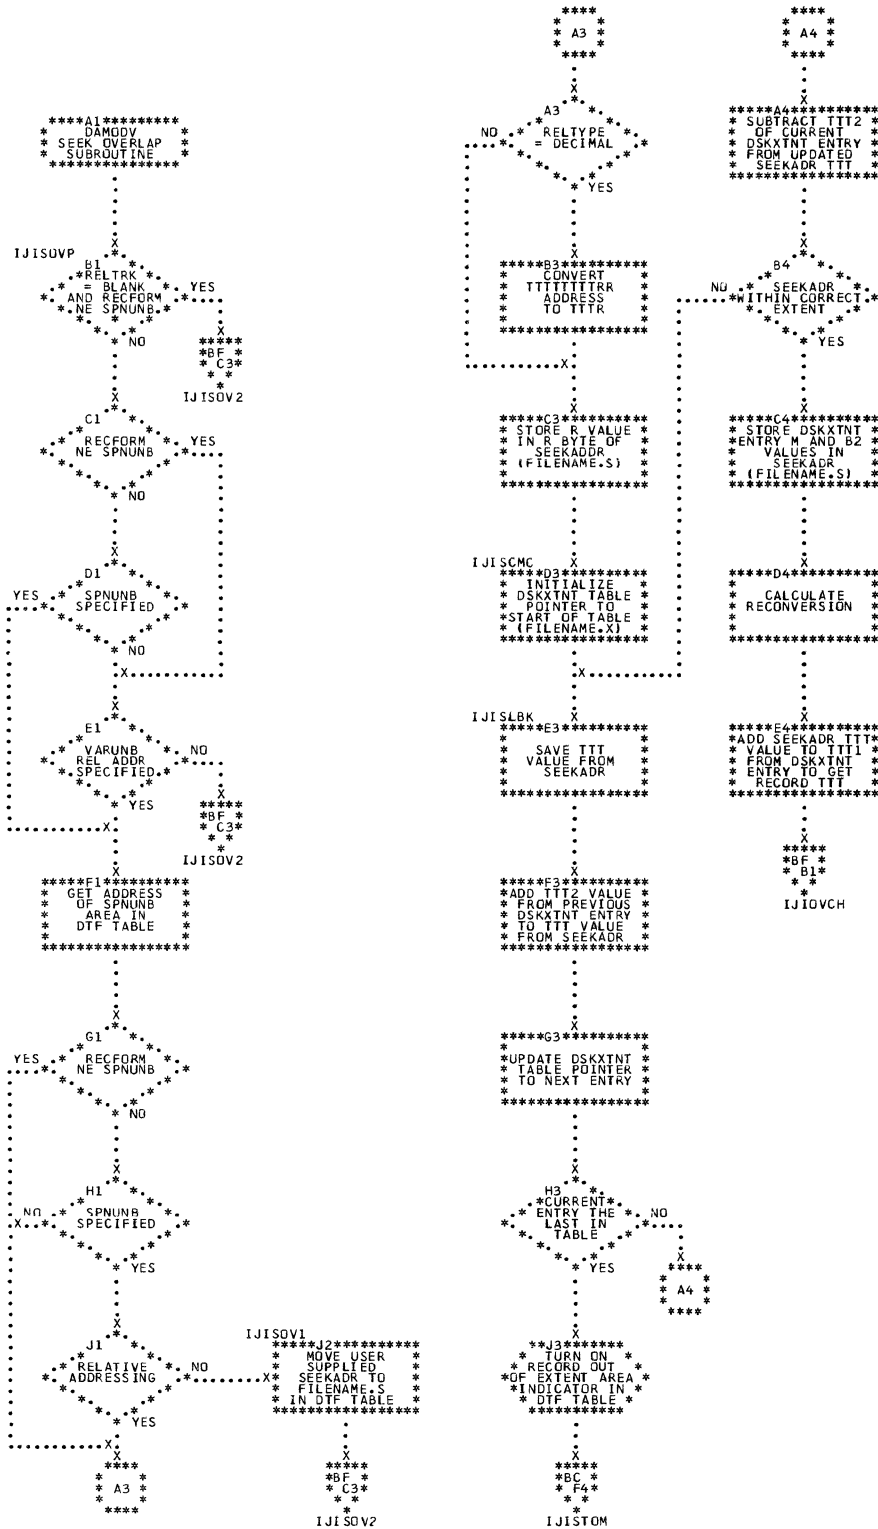 A1
DAMODV
SEEK OVERLAP
SUBROUTINE
IJISOVP
B1
RELTRK
= BLANK
AND RECFORM
NE SPNUNB
YES
NO
BF
C3
IJISOV2
C1
RECFORM
NE SPNUNB
YES
NO
D1
SPNUNB
SPECIFIED
YES
NO
E1
VARUNB
REL ADDR
SPECIFIED
NO
YES
BF
C3
IJISOV2
F1
GET ADDRESS
OF SPNUNB
AREA IN
DTF TABLE
G1
RECFORM
NE SPNUNB
YES
NO
H1
SPNUNB
SPECIFIED
NO
YES
J1
RELATIVE
ADDRESSING
NO
YES
A3
IJISOV1
J2
MOVE USER
SUPPLIED
SEEKADR TO
FILENAME.S
IN DTF TABLE
BF
C3
IJISOV2
A3
A3
RELTYPE
= DECIMAL
NO
YES
B3
CONVERT
TTTTTTTTRR
ADDRESS
TO TTTR
C3
STORE R VALUE
IN R BYTE OF
SEEKADDR
(FILENAME.S)
IJISCMC
D3
INITIALIZE
DSKXTNT TABLE
POINTER TO
START OF TABLE
(FILENAME.X)
IJISLBK
E3
SAVE TTT
VALUE FROM
SEEKADR
F3
ADD TTT2 VALUE
FROM PREVIOUS
DSKXTNT ENTRY
TO TTT VALUE
FROM SEEKADR
G3
UPDATE DSKXTNT
TABLE POINTER
TO NEXT ENTRY
H3
CURRENT
ENTRY THE
LAST IN
TABLE
NO
YES
A4
J3
TURN ON
RECORD OUT
OF EXTENT AREA
INDICATOR IN
DTF TABLE
BC
F4
IJISTOM
A4
A4
SUBTRACT TTT2
OF CURRENT
DSKXTNT ENTRY
FROM UPDATED
SEEKADR TTT
B4
SEEKADR
WITHIN CORRECT
EXTENT
NO
YES
C4
STORE DSKXTNT
ENTRY M AND B2
VALUES IN
SEEKADR
(FILENAME.S)
D4
CALCULATE
RECONVERSION
E4
ADD SEEKADR TTT
VALUE TO TTT1
FROM DSKXTNT
ENTRY TO GET
RECORD TTT
BF
B1
IJIOVCH